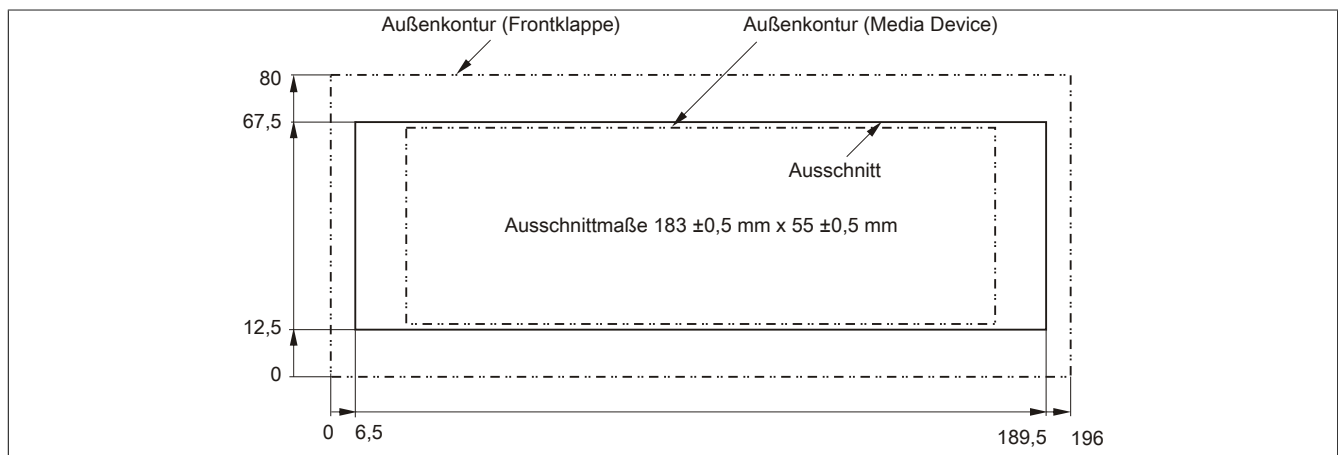 Außenkontur (Frontklappe)
Außenkontur (Media Device)
80
67,5
Ausschnitt
Ausschnittmaße 183 ±0,5 mm x 55 ±0,5 mm
12,5
0
0
6,5
189,5
196